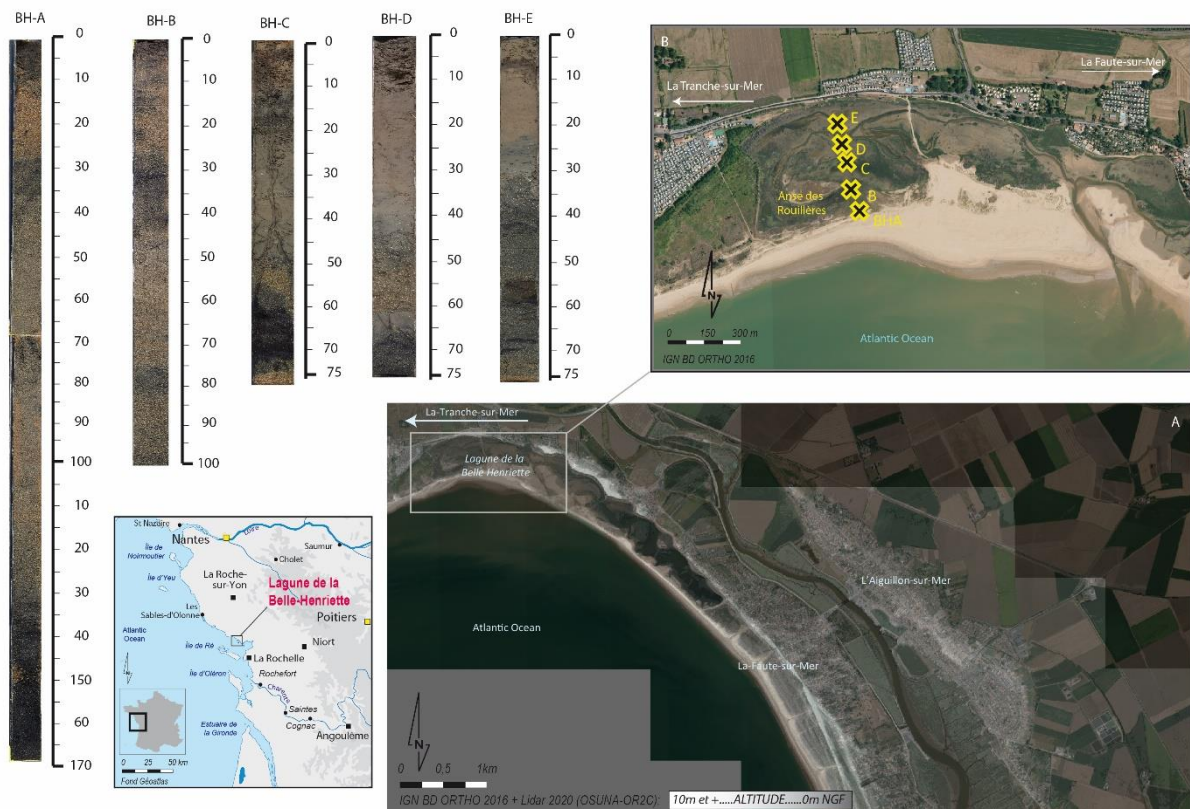 BH-A
0
10
20
30
40
50
60
70
80
90
100
10
20
30
40
150
60
170
BH-B
0
10
20
30
40
50
60
70
80
90
100
BH-C
0
10
20
30
40
50
60
70
75
BH-D
0
10
20
30
40
50
60
70
75
BH-E
0
10
20
30
40
50
60
70
75
B
La Tranche-sur-Mer
La Faute-sur-Mer
E
D
C
B
BHA
Anse des
Rouilières
N
0 150 300 m
IGN BD ORTHO 2016
Atlantic Ocean
A
La-Tranche-sur-Mer
Lagune de la
Belle Henriette
L'Aiguillon-sur-Mer
Atlantic Ocean
La-Faute-sur-Mer
N
0 0,5 1km
IGN BD ORTHO 2016 + Lidar 2020 (OSUNA-OR2C): 10m et +.....ALTITUDE.....0m NGF
St Nazaire
Nantes
Loire
Saumur
Île de
Noirmoutier
Cholet
Île d'Yeu
La Roche-
sur-Yon
Lagune de la
Belle-Henriette
Les
Sables-d'Olonne
Poitiers
Atlantic
Ocean
Niort
Île de Ré
La Rochelle
Île d'Oléron
Rochefort
Charente
Saintes
Cognac
Estuaire de
la Gironde
Angoulême
0 25 50 km
Fond Géoatlas